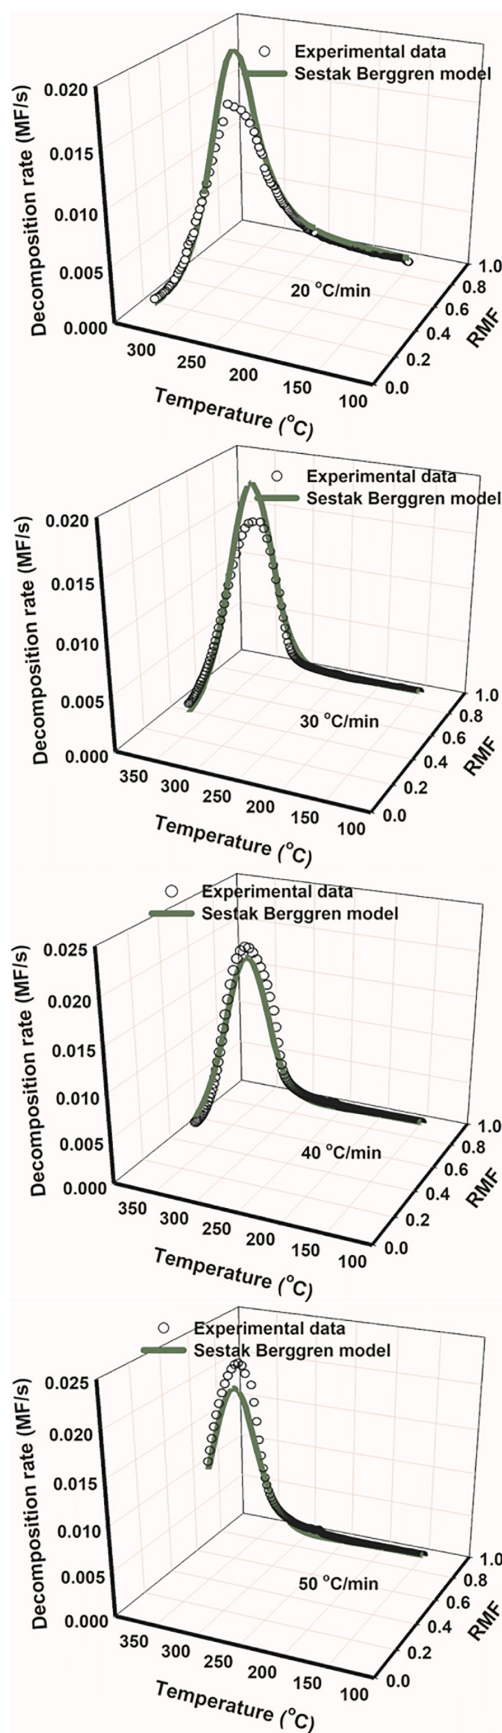 Experimental data
Sestak Berggren model
Decomposition rate (MF/s)
0.020
0.015
0.010
0.005
0.000
20 °C/min
300
250
200
150
100
Temperature (°C)
0.0
0.2
0.4
0.6
0.8
1.0
RMF
Experimental data
Sestak Berggren model
Decomposition rate (MF/s)
0.020
0.015
0.010
0.005
0.000
30 °C/min
350
300
250
200
150
100
Temperature (°C)
0.0
0.2
0.4
0.6
0.8
1.0
RMF
Experimental data
Sestak Berggren model
Decomposition rate (MF/s)
0.025
0.020
0.015
0.010
0.005
0.000
40 °C/min
350
300
250
200
150
100
Temperature (°C)
0.0
0.2
0.4
0.6
0.8
1.0
RMF
Experimental data
Sestak Berggren model
Decomposition rate (MF/s)
0.025
0.020
0.015
0.010
0.005
0.000
50 °C/min
350
300
250
200
150
100
Temperature (°C)
0.0
0.2
0.4
0.6
0.8
1.0
RMF